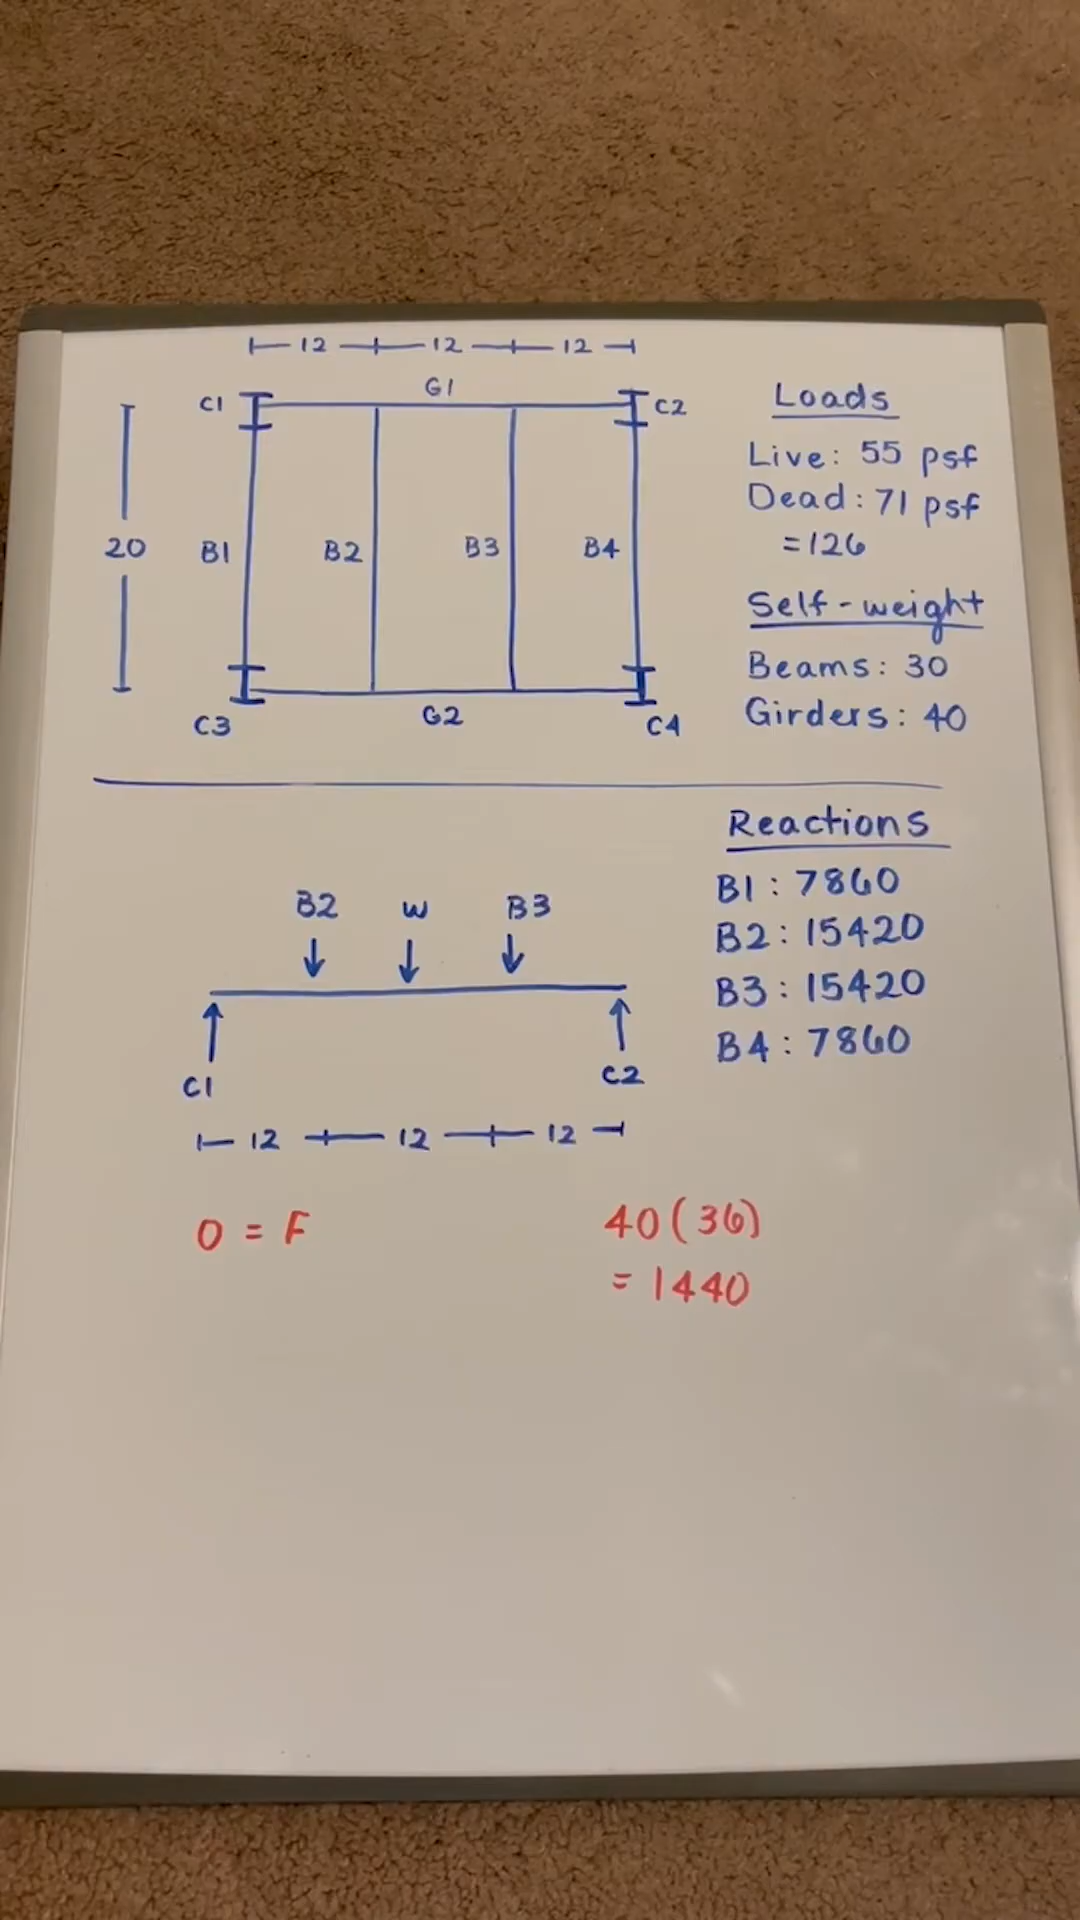 12 12 12
G1
C1 C2
20 B1 B2 B3 B4
C3 G2 C4
Loads
Live: 55 psf
Dead: 71 psf
=126
Self-weight
Beams: 30
Girders: 40
B2 w B3
C1 C2
12 12 12
Reactions
B1: 7860
B2: 15420
B3: 15420
B4: 7860
0 = F
40(36)
= 1440